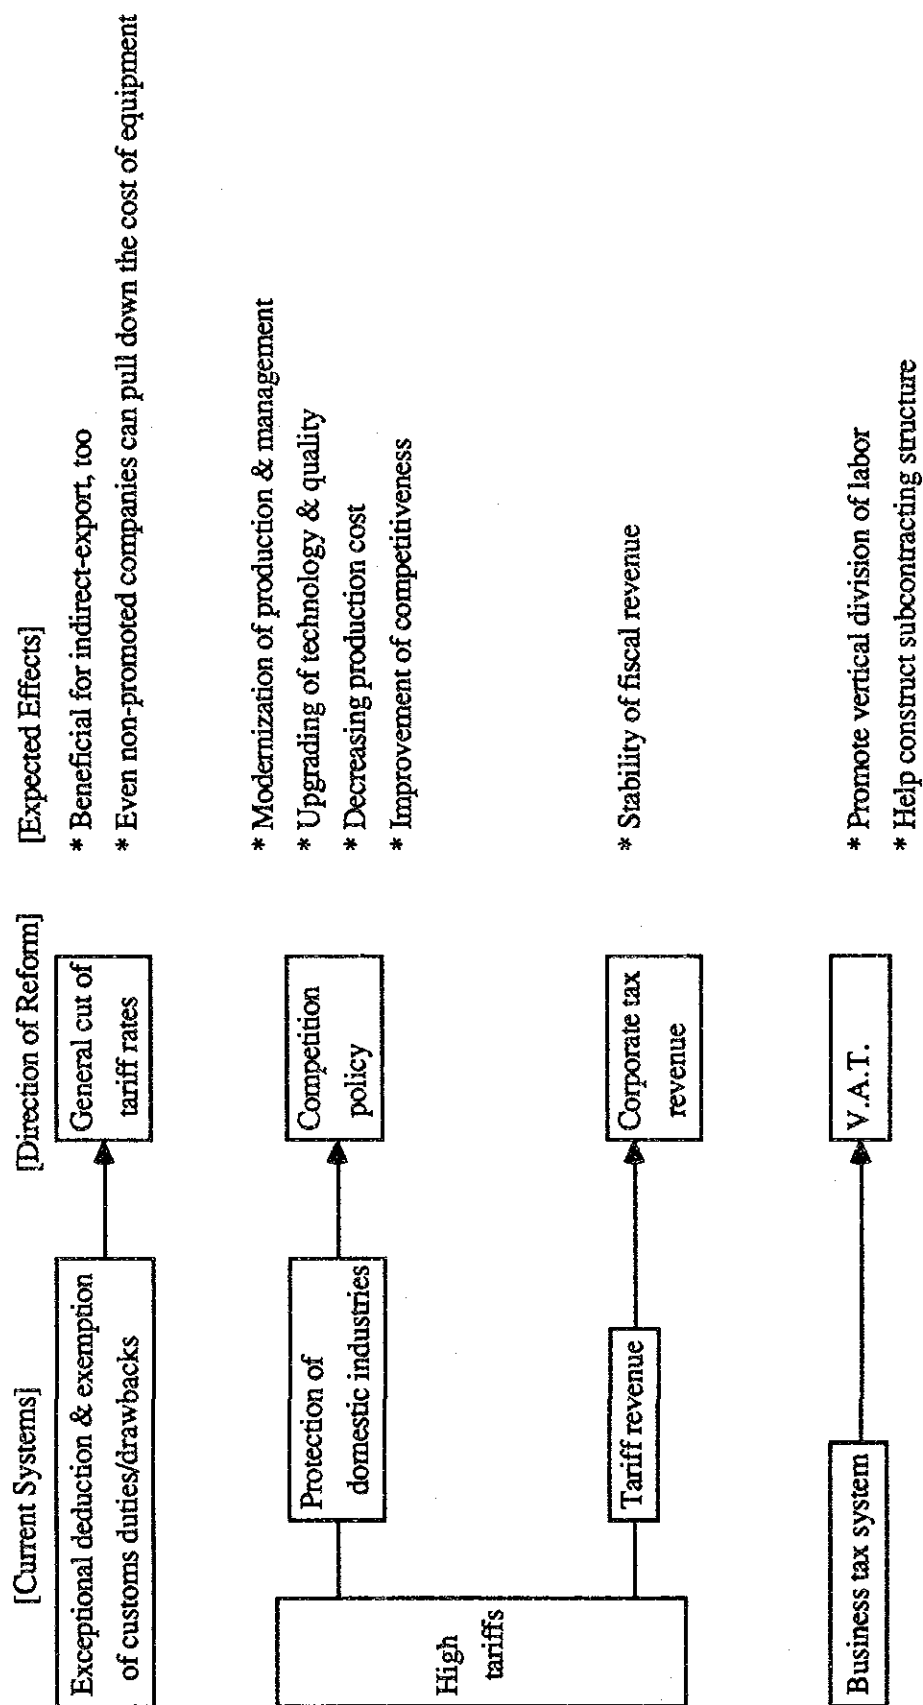 [Current Systems]
[Direction of Reform]
[Expected Effects]
Exceptional deduction & exemption
of customs duties/drawbacks
General cut of
tariff rates
* Beneficial for indirect-export, too
* Even non-promoted companies can pull down the cost of equipment
High
tariffs
Protection of
domestic industries
Competition
policy
* Modernization of production & management
* Upgrading of technology & quality
* Decreasing production cost
* Improvement of competitiveness
Tariff revenue
Corporate tax
revenue
* Stability of fiscal revenue
Business tax system
V.A.T.
* Promote vertical division of labor
* Help construct subcontracting structure